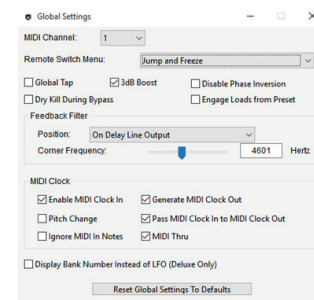 Global Settings
MIDI Channel: 1
Remote Switch Menu: Jump and Freeze
Global Tap 3dB Boost Disable Phase Inversion
Dry Kill During Bypass Engage Loads from Preset
Feedback Filter
Position: On Delay Line Output
Corner Frequency: 4601 Hertz
MIDI Clock
Enable MIDI Clock In Generate MIDI Clock Out
Pitch Change Pass MIDI Clock In to MIDI Clock Out
Ignore MIDI In Notes MIDI Thru
Display Bank Number Instead of LFO (Deluxe Only)
Reset Global Settings To Defaults